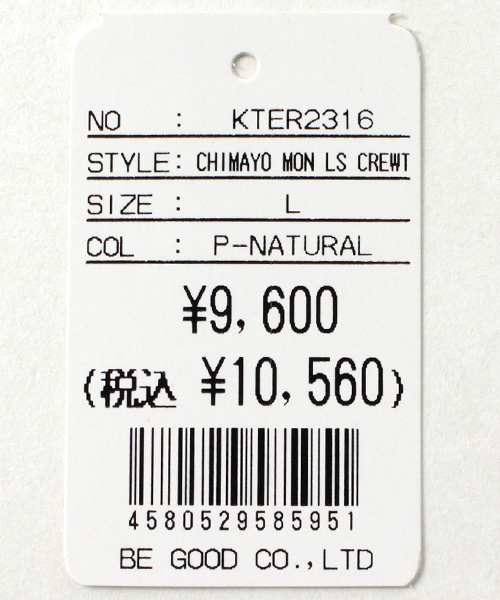 NO : KTER2316
STYLE: CHIMAYO MON LS CREWT
SIZE : L
COL : P-NATURAL
¥9,600
(税込 ¥10,560)
4580529585951
BE GOOD CO.,LTD